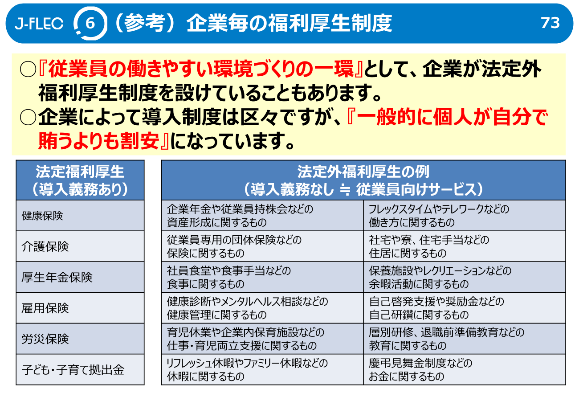 J-FLEC 6 (参考)企業毎の福利厚生制度 73
○『従業員の働きやすい環境づくりの一環』として、企業が法定外
福利厚生制度を設けていることもあります。
○企業によって導入制度は区々ですが、『一般的に個人が自分で
賄うよりも割安』になっています。
法定福利厚生
(導入義務あり)
健康保険
介護保険
厚生年金保険
雇用保険
労災保険
子ども・子育て拠出金
法定外福利厚生の例
(導入義務なし ≒ 従業員向けサービス)
企業年金や従業員持株会などの
資産形成に関するもの
フレックスタイムやテレワークなどの
働き方に関するもの
従業員専用の団体保険などの
保険に関するもの
社宅や寮、住宅手当などの
住居に関するもの
社員食堂や食事手当などの
食事に関するもの
保養施設やレクリエーションなどの
余暇活動に関するもの
健康診断やメンタルヘルス相談などの
健康管理に関するもの
自己啓発支援や奨励金などの
自己研鑽に関するもの
育児休業や企業内保育施設などの
仕事・育児両立支援に関するもの
層別研修、退職前準備教育などの
教育に関するもの
リフレッシュ休暇やファミリー休暇などの
休暇に関するもの
慶弔見舞金制度などの
お金に関するもの